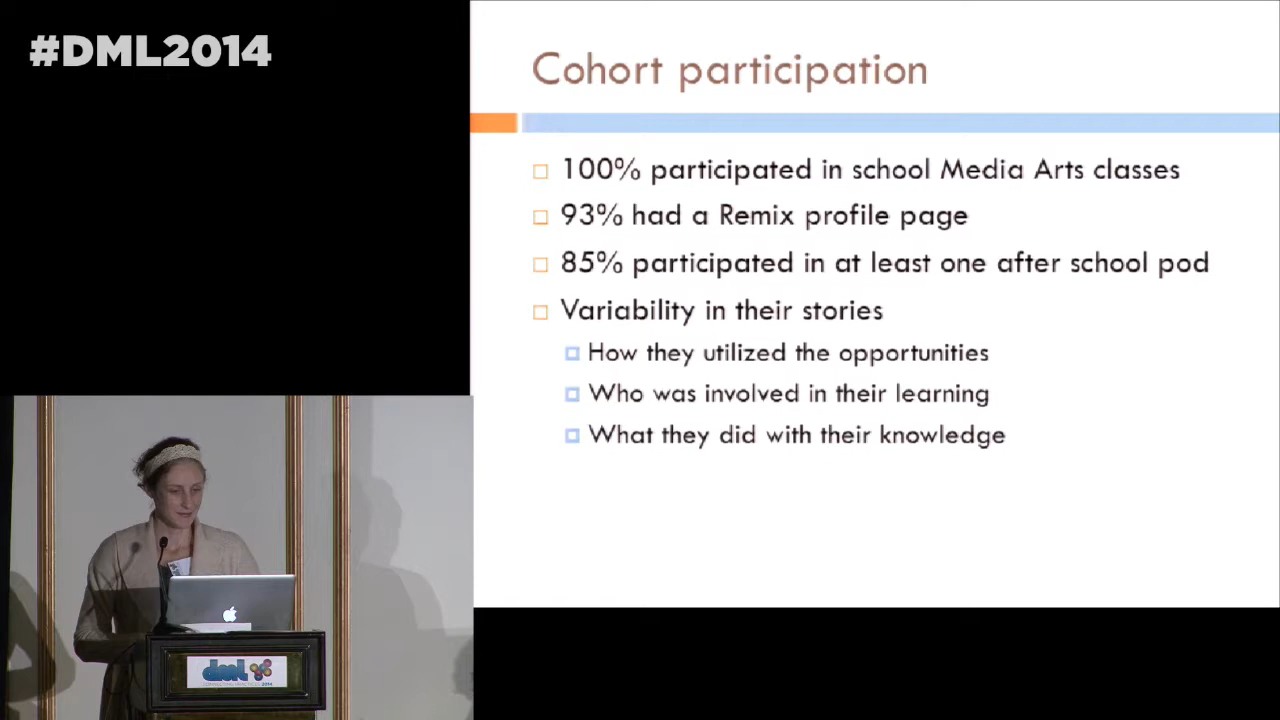 #DML2014
Cohort participation
100% participated in school Media Arts classes
93% had a Remix profile page
85% participated in at least one after school pod
Variability in their stories
How they utilized the opportunities
Who was involved in their learning
What they did with their knowledge
dml